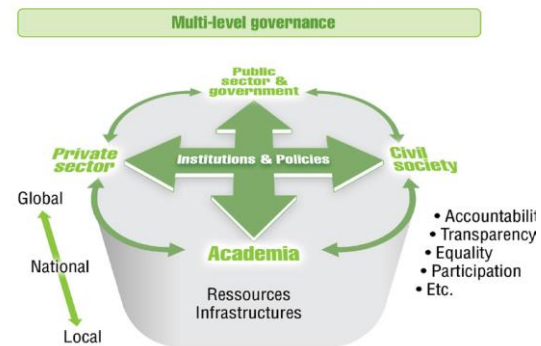 Multi-level governance
Public
sector &
government
Private
sector
Institutions & Policies
Civil
society
Global
National
Local
Academia
Ressources
Infrastructures
• Accountabilit
• Transparency
• Equality
• Participation
• Etc.